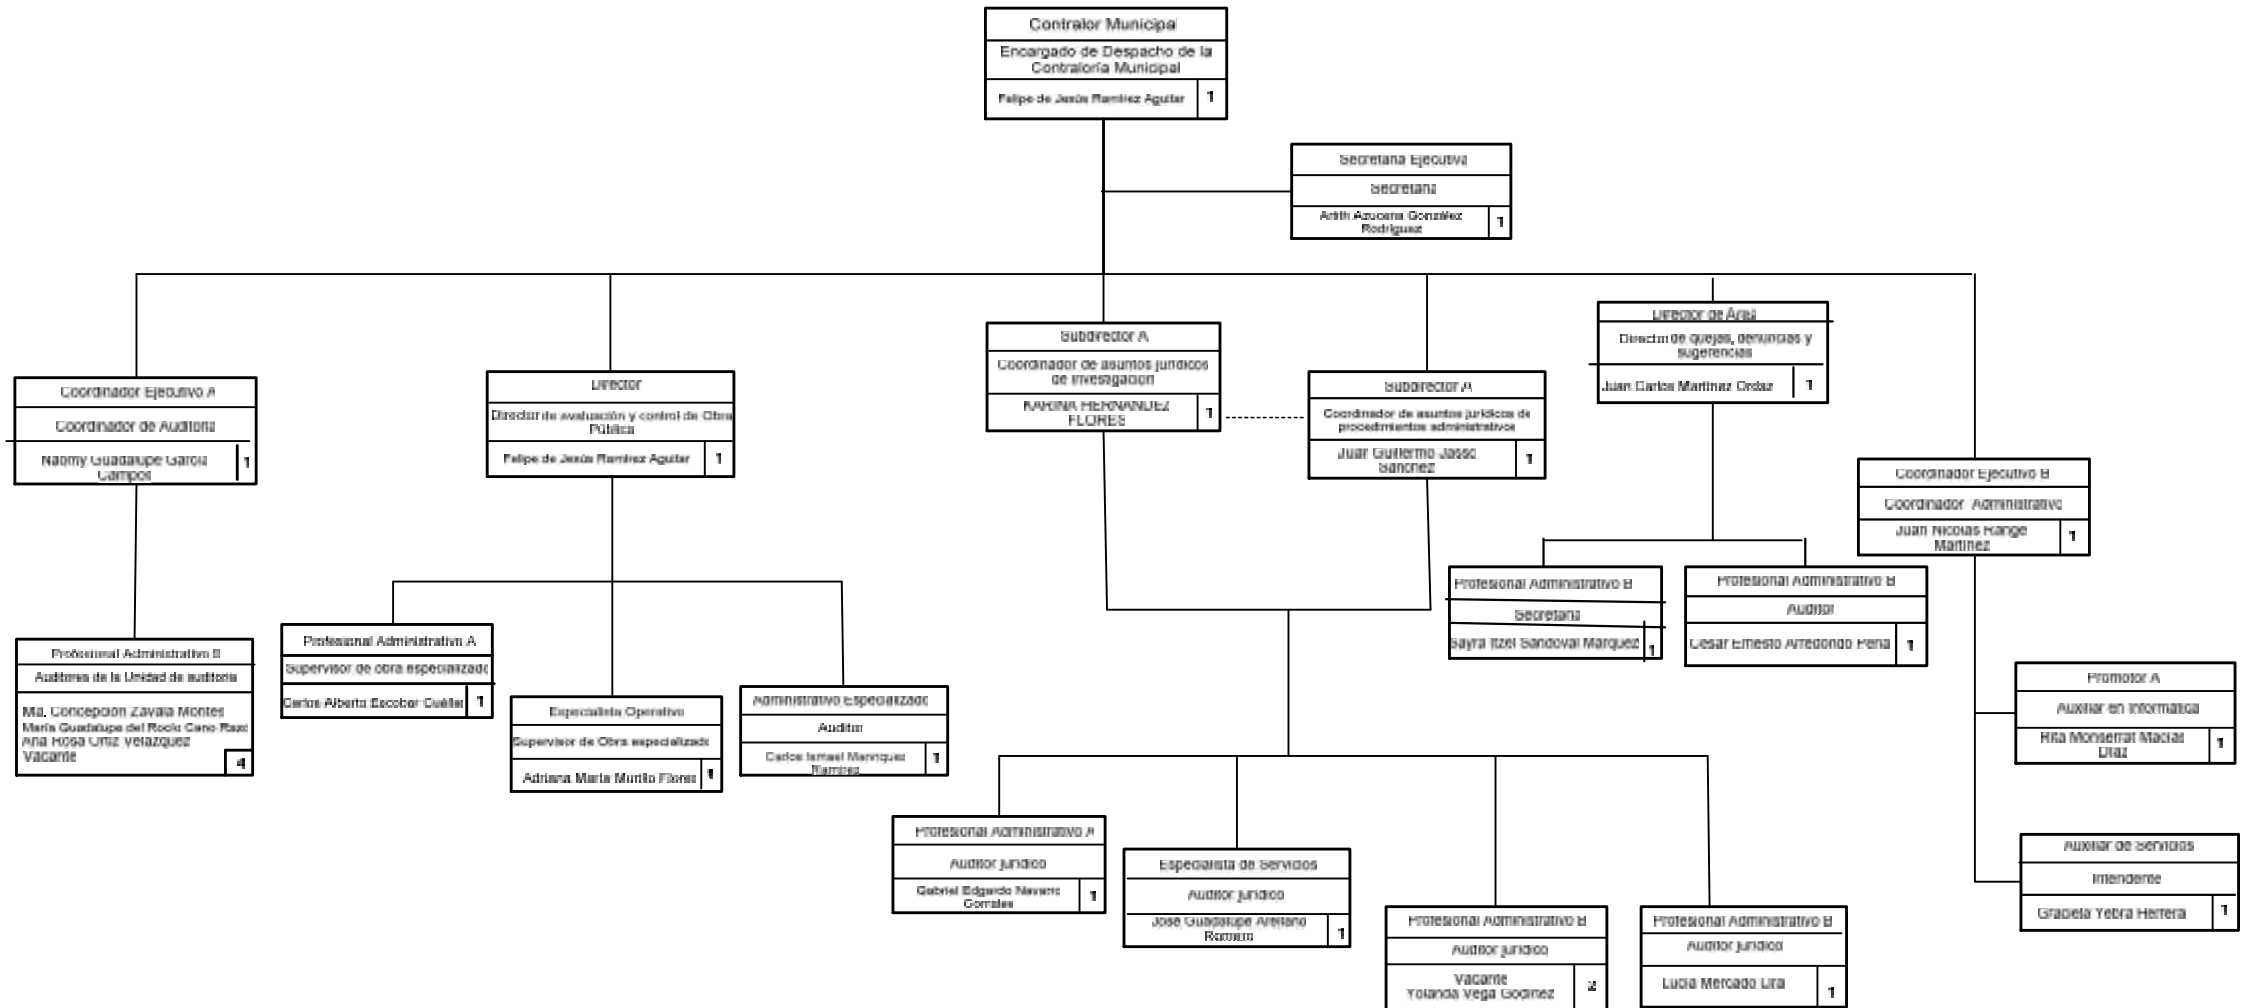 Contralor Municipal
Encargado de Despacho de la
Contraloría Municipal
Felipe de Jesús Ramírez Aguilar 1
Secretaria Ejecutiva
Secretaria
Arlith Azucena González
Rodríguez 1
Coordinador Ejecutivo A
Coordinador de Auditoria
Naomy Guadalupe García
Campos 1
Director
Director de evaluación y control de Obra
Pública
Felipe de Jesús Ramírez Aguilar 1
Subdirector A
Coordinador de asuntos jurídicos
de investigación
KARINA HERNANDEZ
FLORES 1
Subdirector A
Coordinador de asuntos jurídicos de
procedimientos administrativos
Juan Guillermo Jasso
Sánchez 1
Director de Área
Director de quejas, denuncias y
sugerencias
Juan Carlos Martínez Ordaz 1
Coordinador Ejecutivo B
Coordinador Administrativo
Juan Nicolás Range
Martínez 1
Profesional Administrativo B
Auditores de la Unidad de auditoria
Ma. Concepción Zavala Montes
María Guadalupe del Rocío Cano Razo
Ana Rosa Ortiz Velázquez
Vacante 4
Profesional Administrativo A
Supervisor de obra especializado
Carlos Alberto Escobar Cuéllar 1
Especialista Operativo
Supervisor de Obra especializado
Adriana María Murillo Flores 1
Administrativo Especializado
Auditor
Carlos Ismael Manriquez
Ramírez 1
Profesional Administrativo B
Secretaria
Sayra Itzel Sandoval Márquez 1
Profesional Administrativo B
Auditor
César Ernesto Arredondo Peña 1
Promotor A
Auxiliar en Informática
Rita Monserrat Macías
Díaz 1
Auxiliar de Servicios
Intendente
Graciela Yebra Herrera 1
Profesional Administrativo A
Auditor jurídico
Gabriel Edgardo Navarro
1
Especialista de Servicios
Auditor jurídico
José Guadalupe Arellano
Romero 1
Profesional Administrativo B
Auditor jurídico
Vacante
Yolanda Vega Godínez 2
Profesional Administrativo B
Auditor jurídico
Lucía Mercado Lira 1